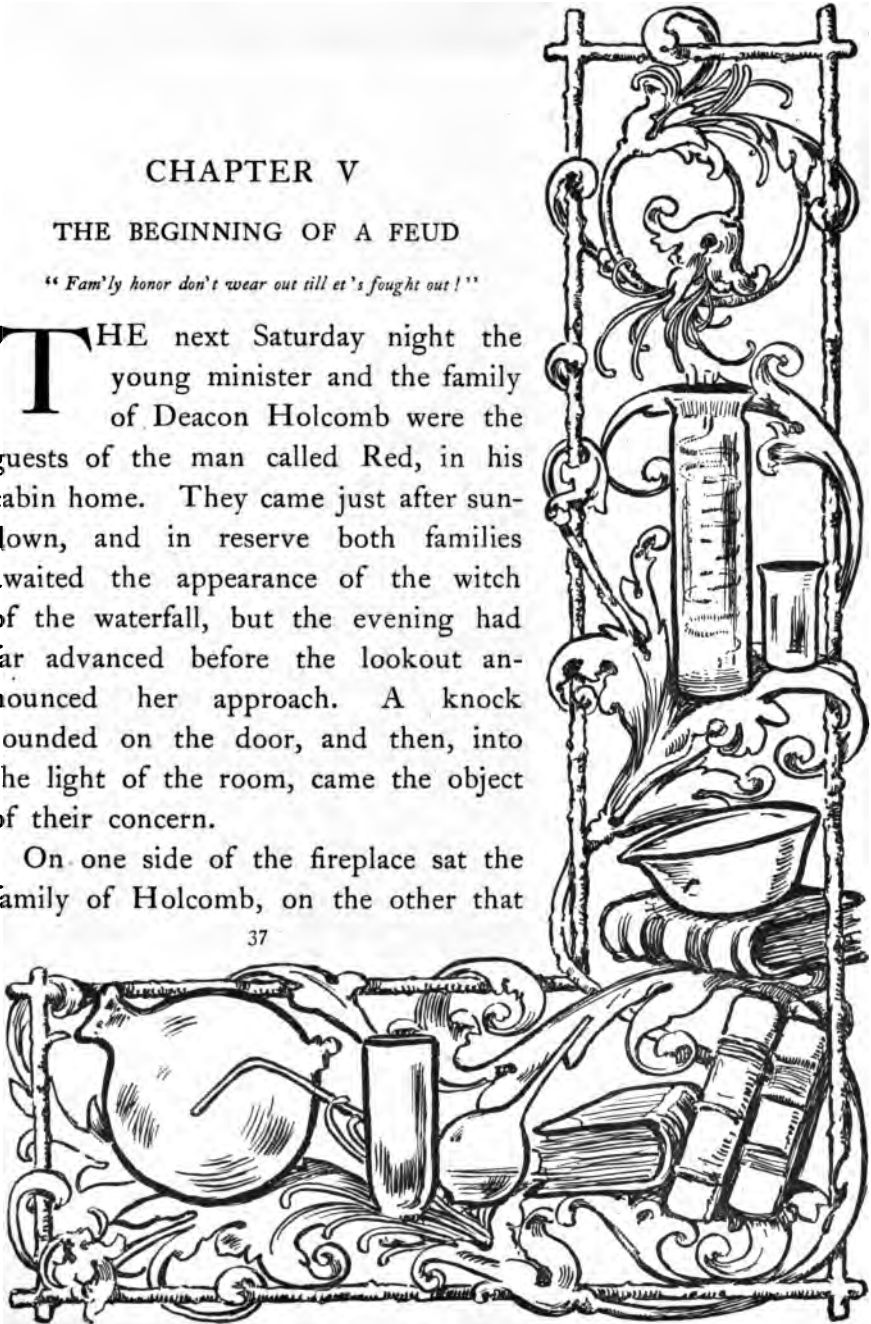 CHAPTER V
THE BEGINNING OF A FEUD
“ Fam'ly honor don't wear out till et 's fought out ! ”
THE next Saturday night the
young minister and the family
of Deacon Holcomb were the
guests of the man called Red, in his
cabin home. They came just after sun-
down, and in reserve both families
awaited the appearance of the witch
of the waterfall, but the evening had
far advanced before the lookout an-
nounced her approach. A knock
sounded on the door, and then, into
the light of the room, came the object
of their concern.
On one side of the fireplace sat the
family of Holcomb, on the other that
37